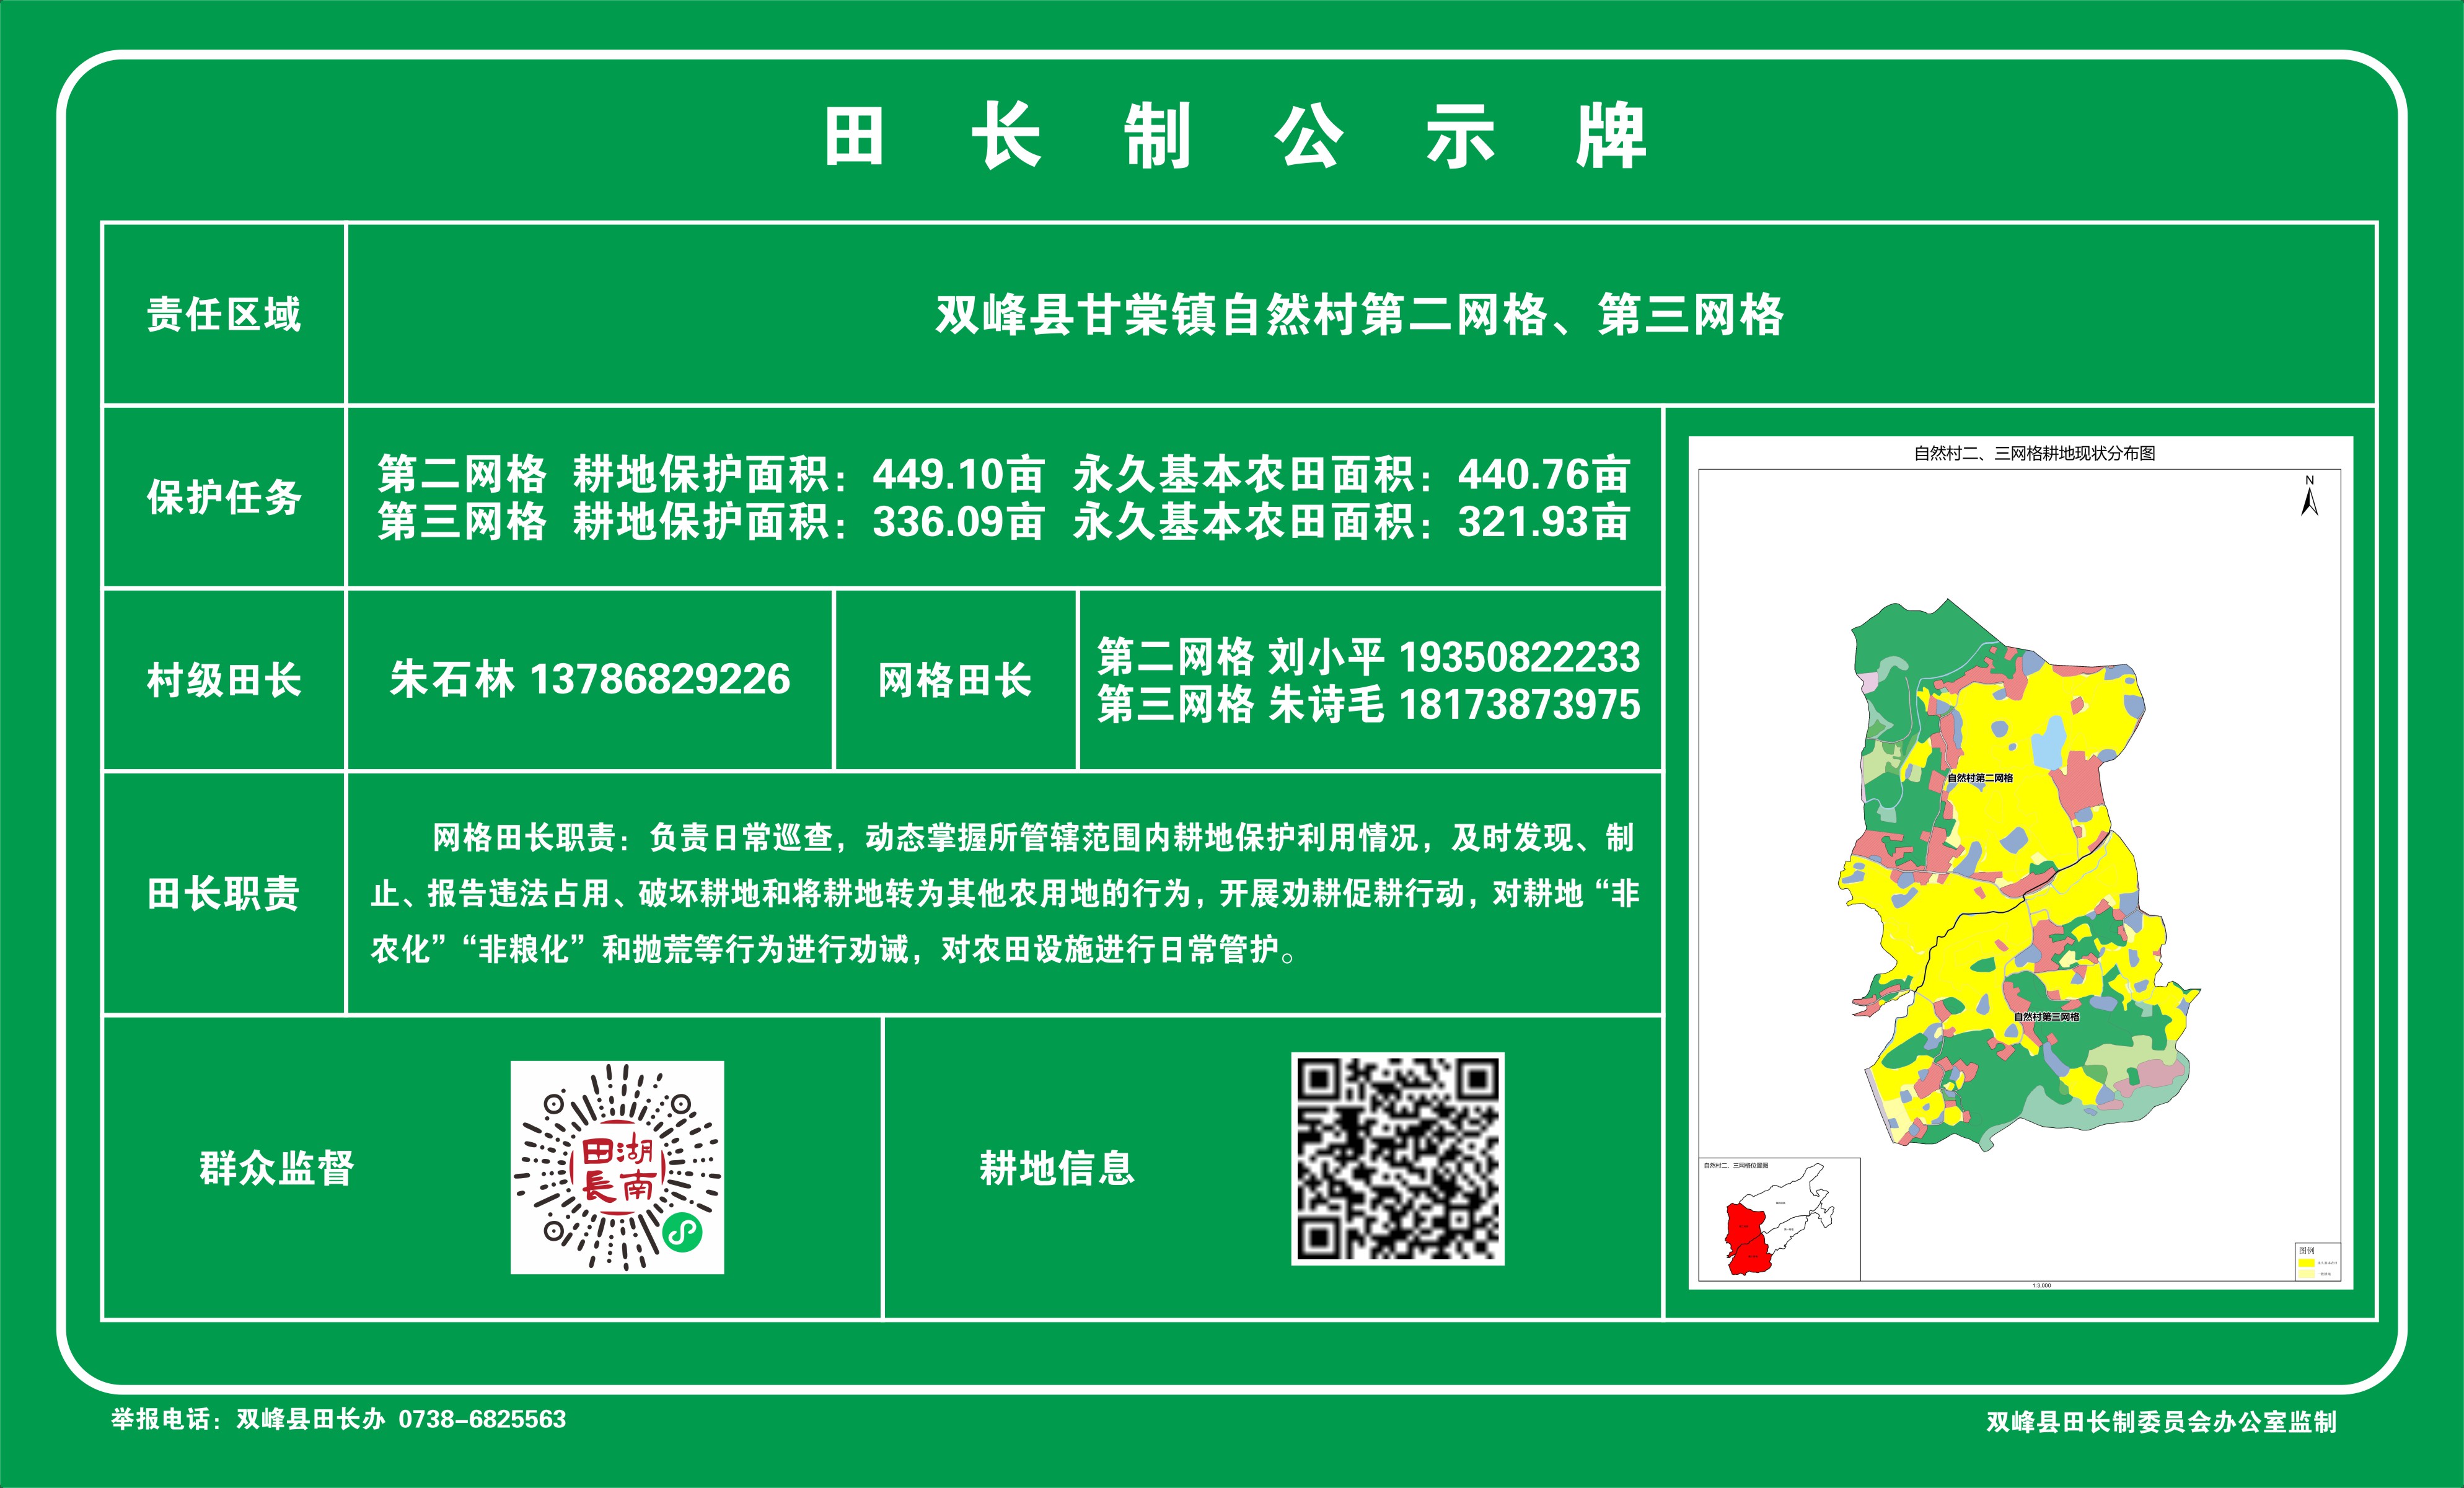 田长制公示牌
责任区域
双峰县甘棠镇自然村第二网格、第三网格
保护任务
第二网格 耕地保护面积：449.10亩 永久基本农田面积：440.76亩
第三网格 耕地保护面积：336.09亩 永久基本农田面积：321.93亩
村级田长
朱石林 13786829226
网格田长
第二网格 刘小平 19350822233
第三网格 朱诗毛 18173873975
田长职责
网格田长职责：负责日常巡查，动态掌握所管辖范围内耕地保护利用情况，及时发现、制
止、报告违法占用、破坏耕地和将耕地转为其他农用地的行为，开展劝耕促耕行动，对耕地“非
农化”“非粮化”和抛荒等行为进行劝诫，对农田设施进行日常管护。
群众监督
田湖
長南
耕地信息
自然村二、三网格耕地现状分布图
N
自然村第二网格
自然村第三网格
自然村二、三网格位置图
图例
1:3,000
举报电话：双峰县田长办 0738-6825563
双峰县田长制委员会办公室监制